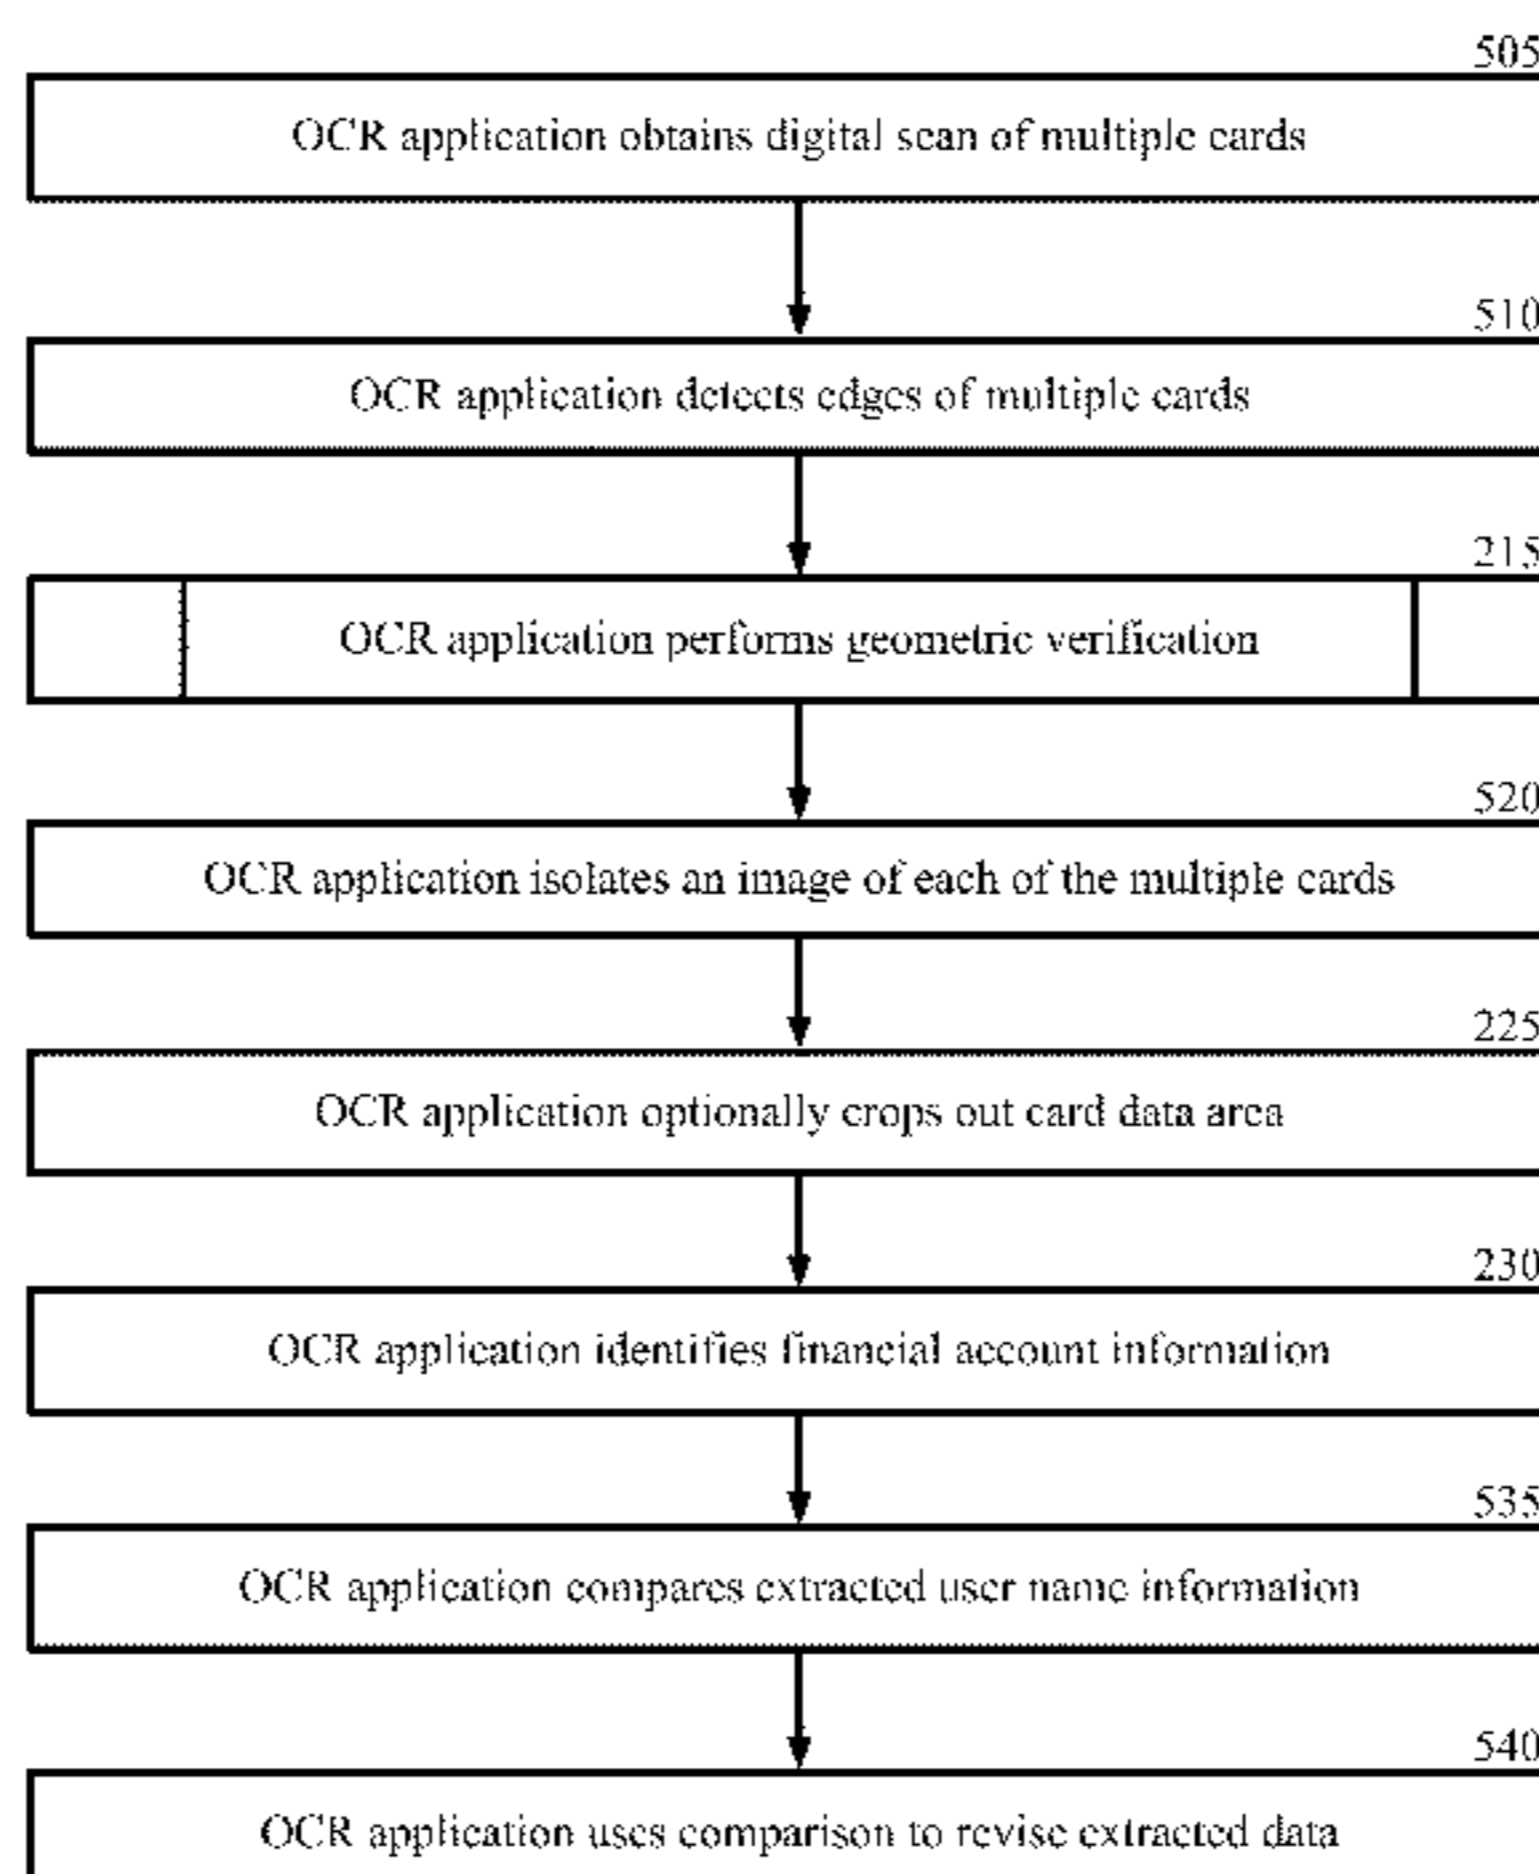 505
OCR application obtains digital scan of multiple cards
510
OCR application detects edges of multiple cards
215
OCR application performs geometric verification
520
OCR application isolates an image of each of the multiple cards
225
OCR application optionally crops out card data area
230
OCR application identifies financial account information
535
OCR application compares extracted user name information
540
OCR application uses comparison to revise extracted data